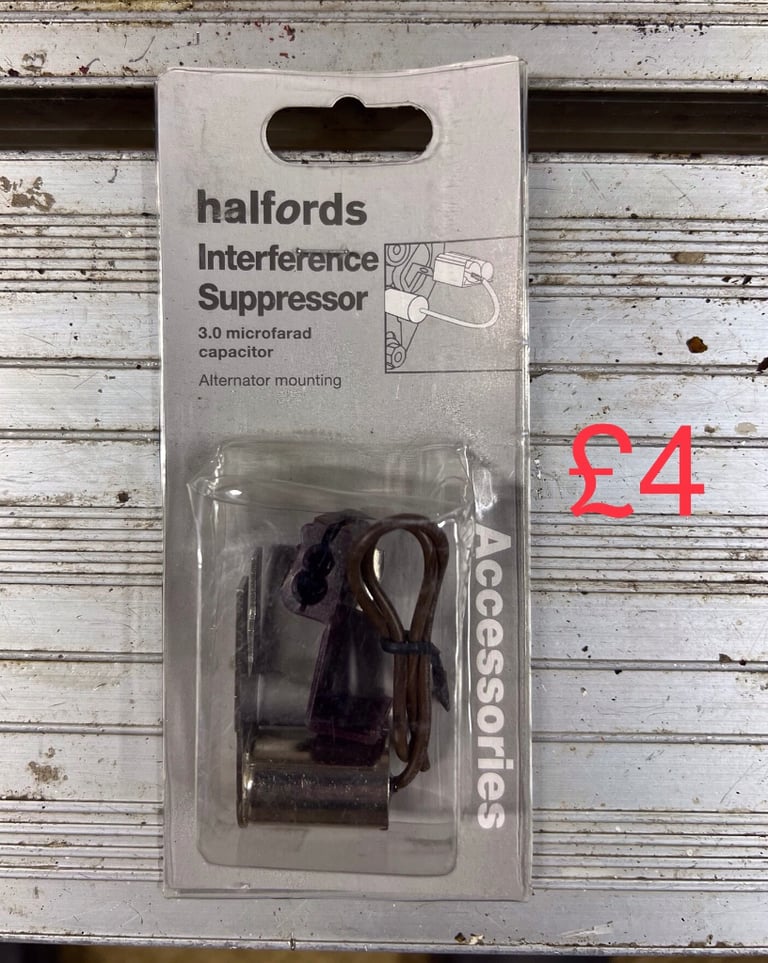 halfords
Interference
Suppressor
3.0 microfarad
capacitor
Alternator mounting
£4
Accessories